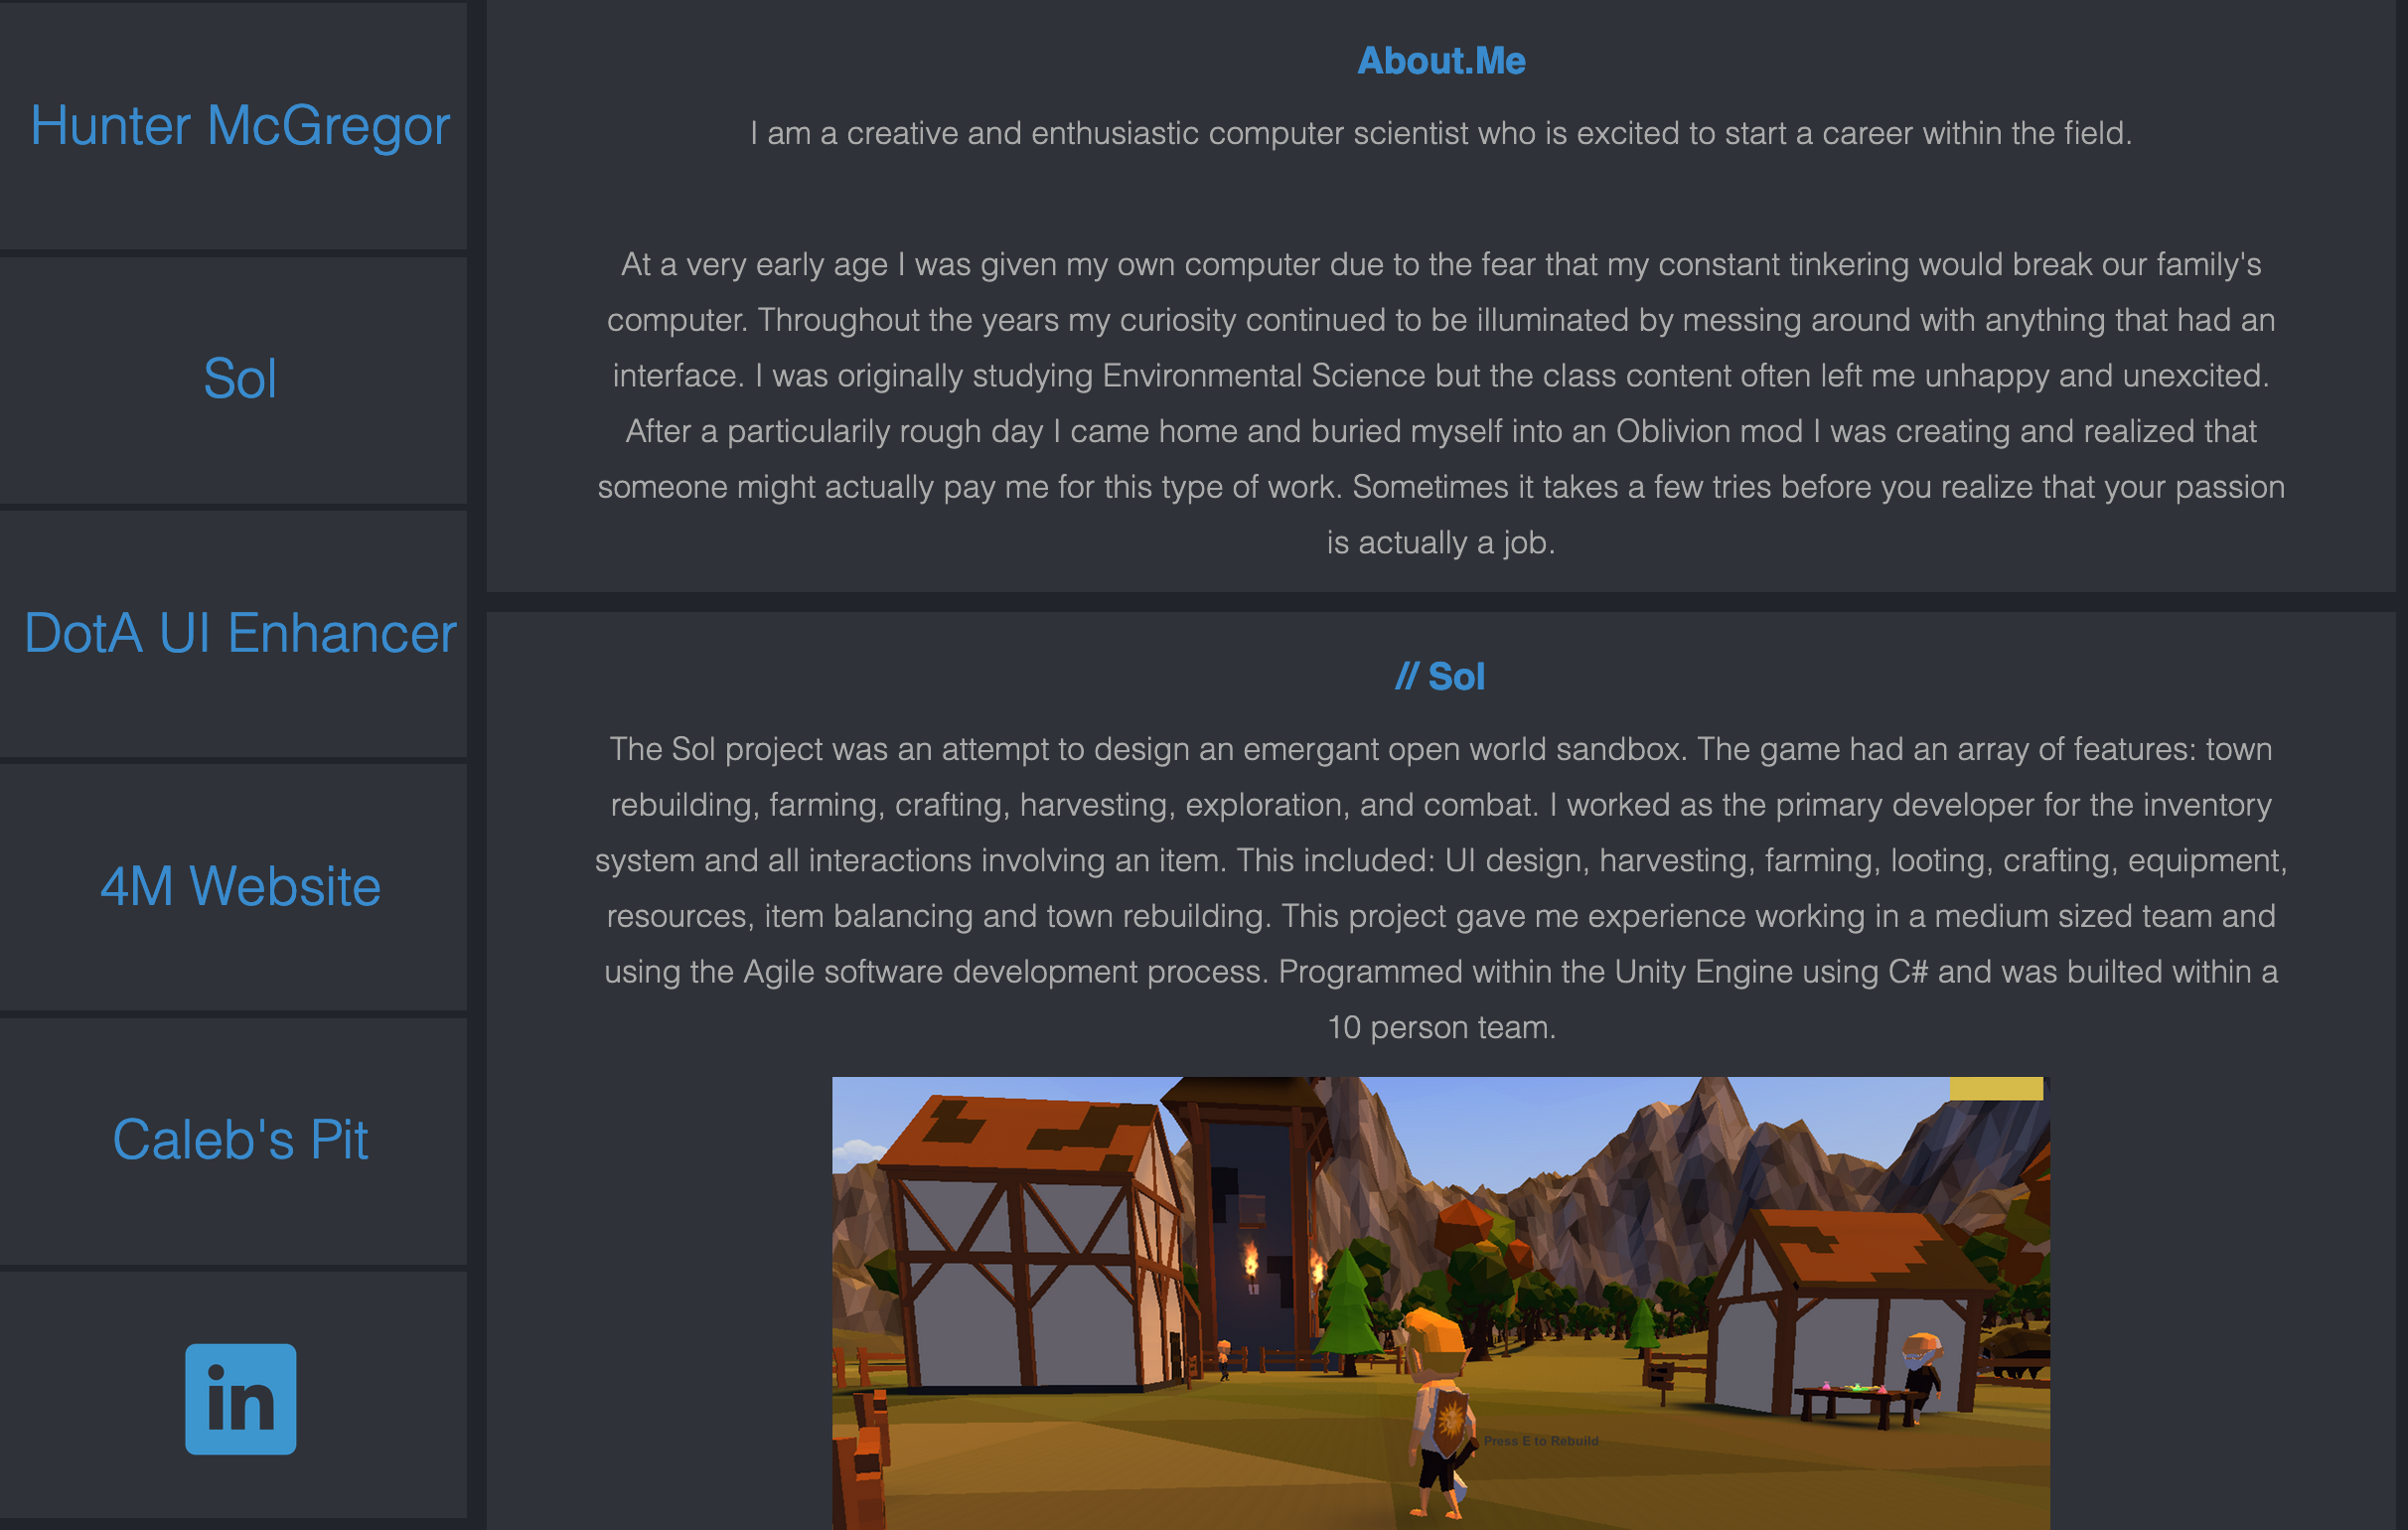 Hunter McGregor
Sol
DotA UI Enhancer
4M Website
Caleb's Pit
in
About.Me
I am a creative and enthusiastic computer scientist who is excited to start a career within the field.
At a very early age I was given my own computer due to the fear that my constant tinkering would break our family's
computer. Throughout the years my curiosity continued to be illuminated by messing around with anything that had an
interface. I was originally studying Environmental Science but the class content often left me unhappy and unexcited.
After a particularily rough day I came home and buried myself into an Oblivion mod I was creating and realized that
someone might actually pay me for this type of work. Sometimes it takes a few tries before you realize that your passion
is actually a job.
// Sol
The Sol project was an attempt to design an emergant open world sandbox. The game had an array of features: town
rebuilding, farming, crafting, harvesting, exploration, and combat. I worked as the primary developer for the inventory
system and all interactions involving an item. This included: UI design, harvesting, farming, looting, crafting, equipment,
resources, item balancing and town rebuilding. This project gave me experience working in a medium sized team and
using the Agile software development process. Programmed within the Unity Engine using C# and was builted within a
10 person team.
Press E to Rebuild